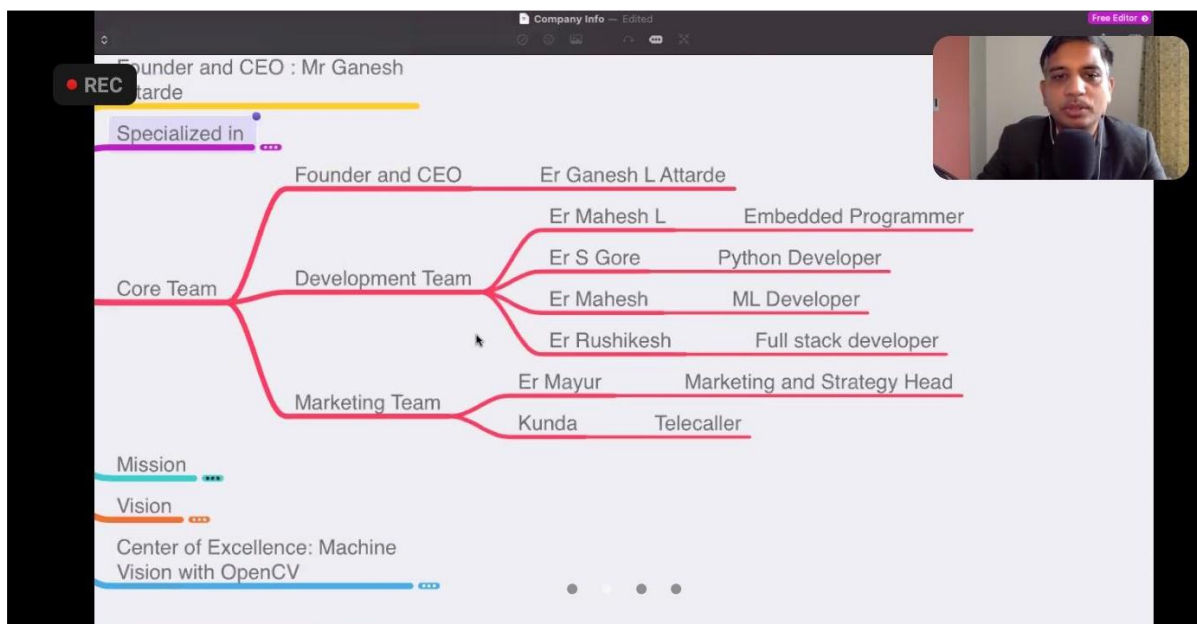 Company Info — Edited
Free Editor
REC
Founder and CEO : Mr Ganesh
tarde
Specialized in
Founder and CEO Er Ganesh L Attarde
Er Mahesh L Embedded Programmer
Er S Gore Python Developer
Core Team Development Team
Er Mahesh ML Developer
Er Rushikesh Full stack developer
Er Mayur Marketing and Strategy Head
Marketing Team
Kunda Telecaller
Mission
Vision
Center of Excellence: Machine
Vision with OpenCV